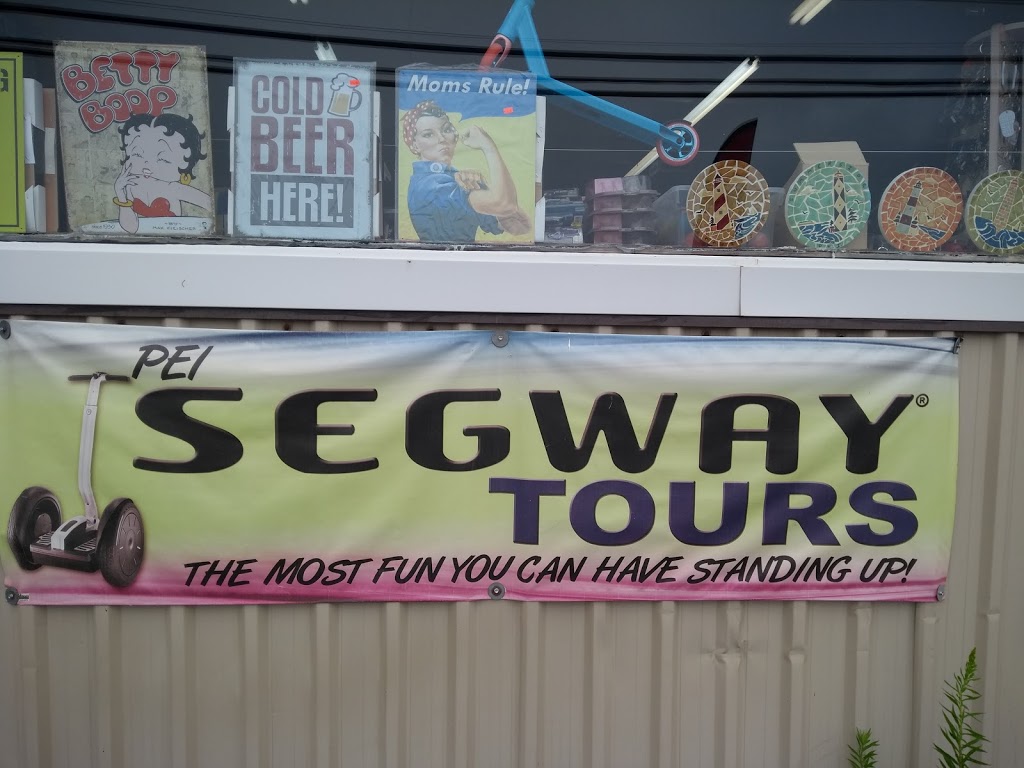 G
BETTY
BOOP
COLD
BEER
HERE!
Moms Rule!
PEI
SEGWAY®
TOURS
THE MOST FUN YOU CAN HAVE STANDING UP!